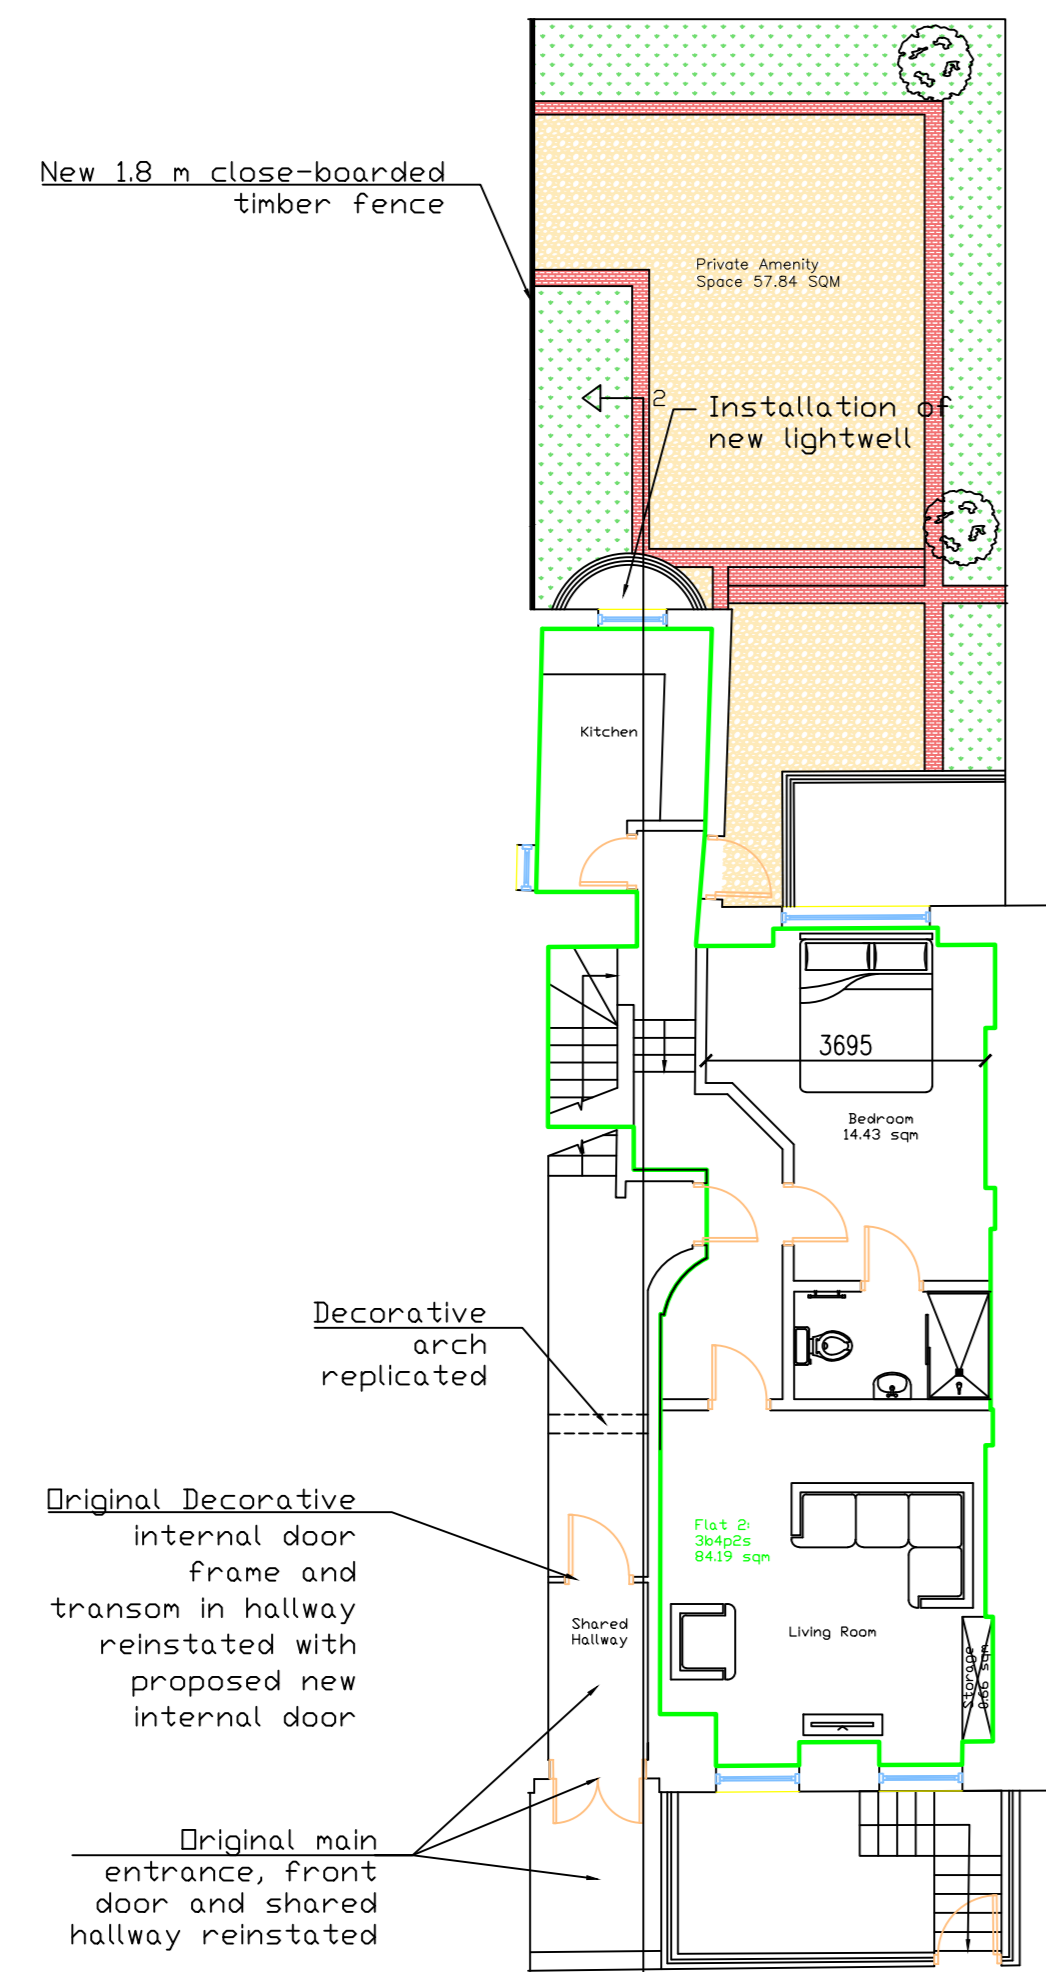 New 1.8 m close-boarded
timber fence
Private Amenity
Space 57.84 SQM
2
Installation of
new lightwell
Kitchen
3695
Bedroom
14.43 sqm
Decorative
arch
replicated
Original Decorative
internal door
frame and
transom in hallway
reinstated with
proposed new
internal door
Flat 2:
3b4p2s
84.19 sqm
Shared
Hallway
Living Room
Storage
0.66 sqm
Original main
entrance, front
door and shared
hallway reinstated